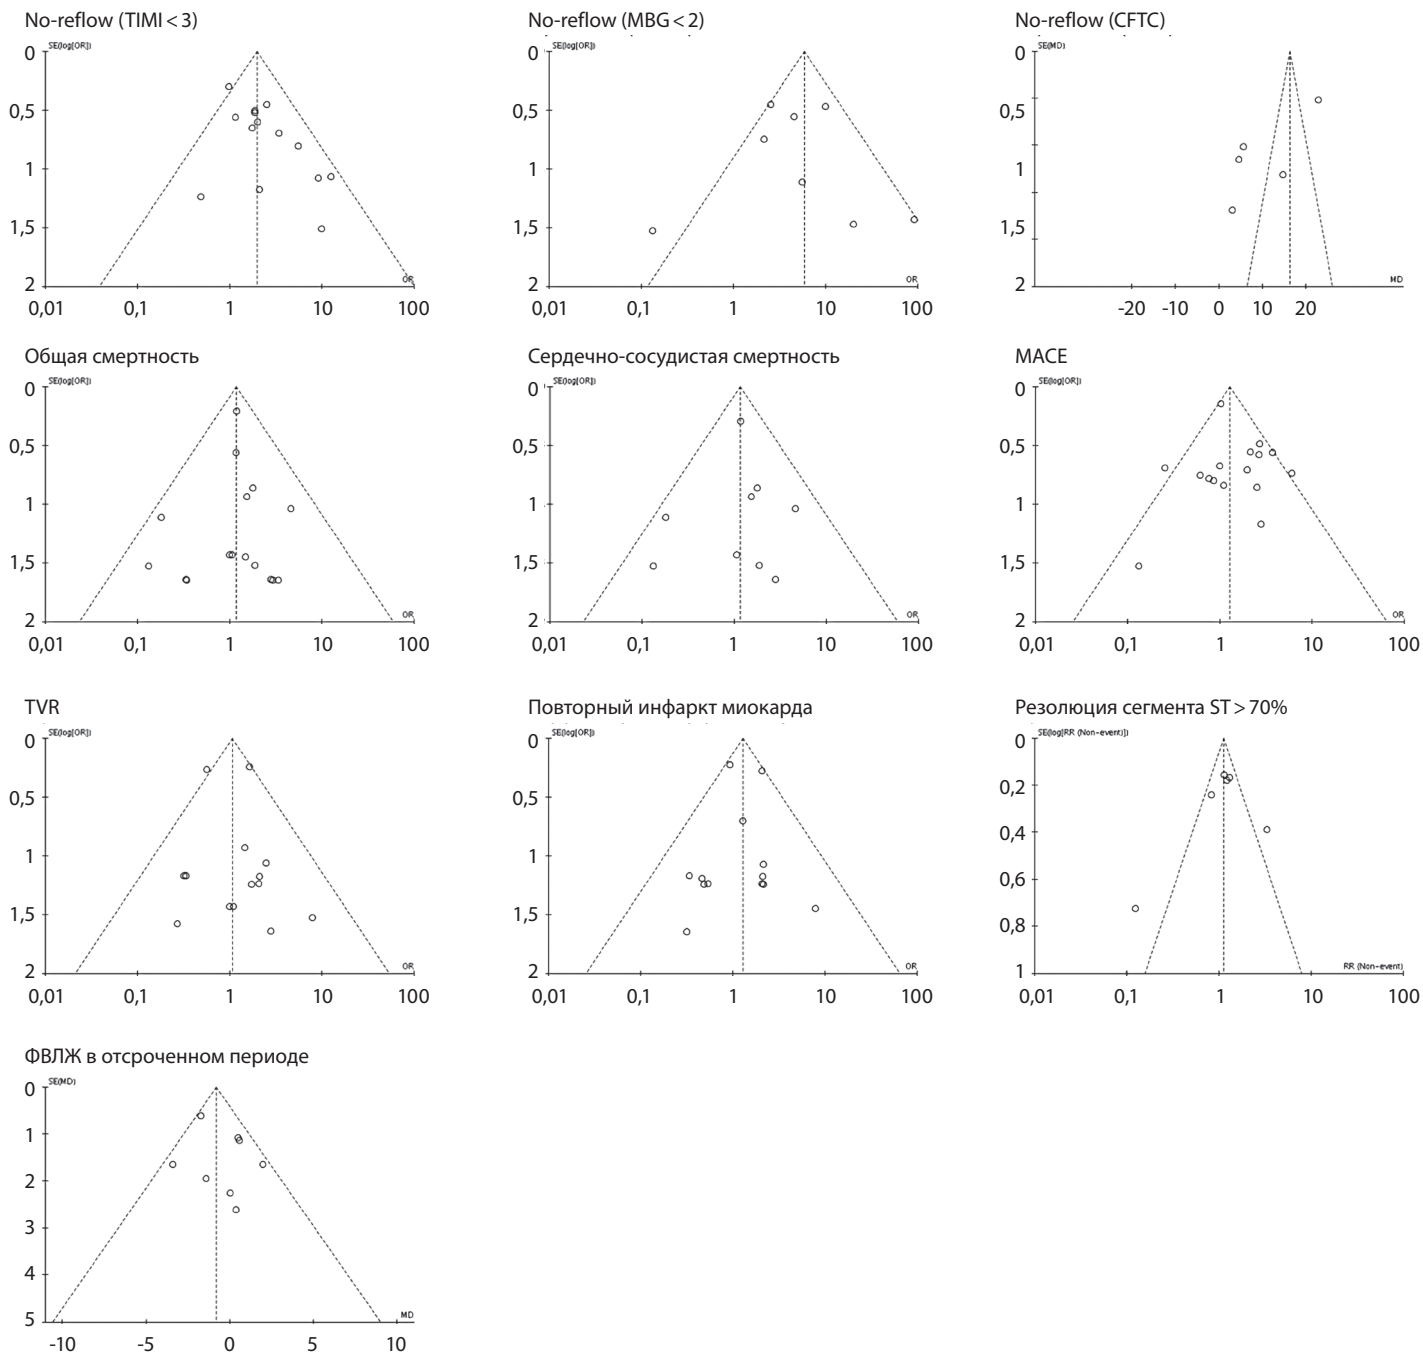 No-reflow (TIMI < 3)
SE(log[OR])
0
0,5
1
1,5
2
OR
0,01 0,1 1 10 100
No-reflow (MBG < 2)
SE(log[OR])
0
0,5
1
1,5
2
OR
0,01 0,1 1 10 100
No-reflow (CFTC)
SE(MD)
0
0,5
1
1,5
2
MD
-20 -10 0 10 20
Общая смертность
SE(log[OR])
0
0,5
1
1,5
2
OR
0,01 0,1 1 10 100
Сердечно-сосудистая смертность
SE(log[OR])
0
0,5
1
1,5
2
OR
0,01 0,1 1 10 100
MACE
SE(log[OR])
0
0,5
1
1,5
2
OR
0,01 0,1 1 10 100
TVR
SE(log[OR])
0
0,5
1
1,5
2
OR
0,01 0,1 1 10 100
Повторный инфаркт миокарда
SE(log[OR])
0
0,5
1
1,5
2
OR
0,01 0,1 1 10 100
Резолюция сегмента ST > 70%
SE(log[RR (Non-event)])
0
0,2
0,4
0,6
0,8
1
RR (Non-event)
0,01 0,1 1 10 100
ФВЛЖ в отсроченном периоде
SE(MD)
0
1
2
3
4
5
MD
-10 -5 0 5 10